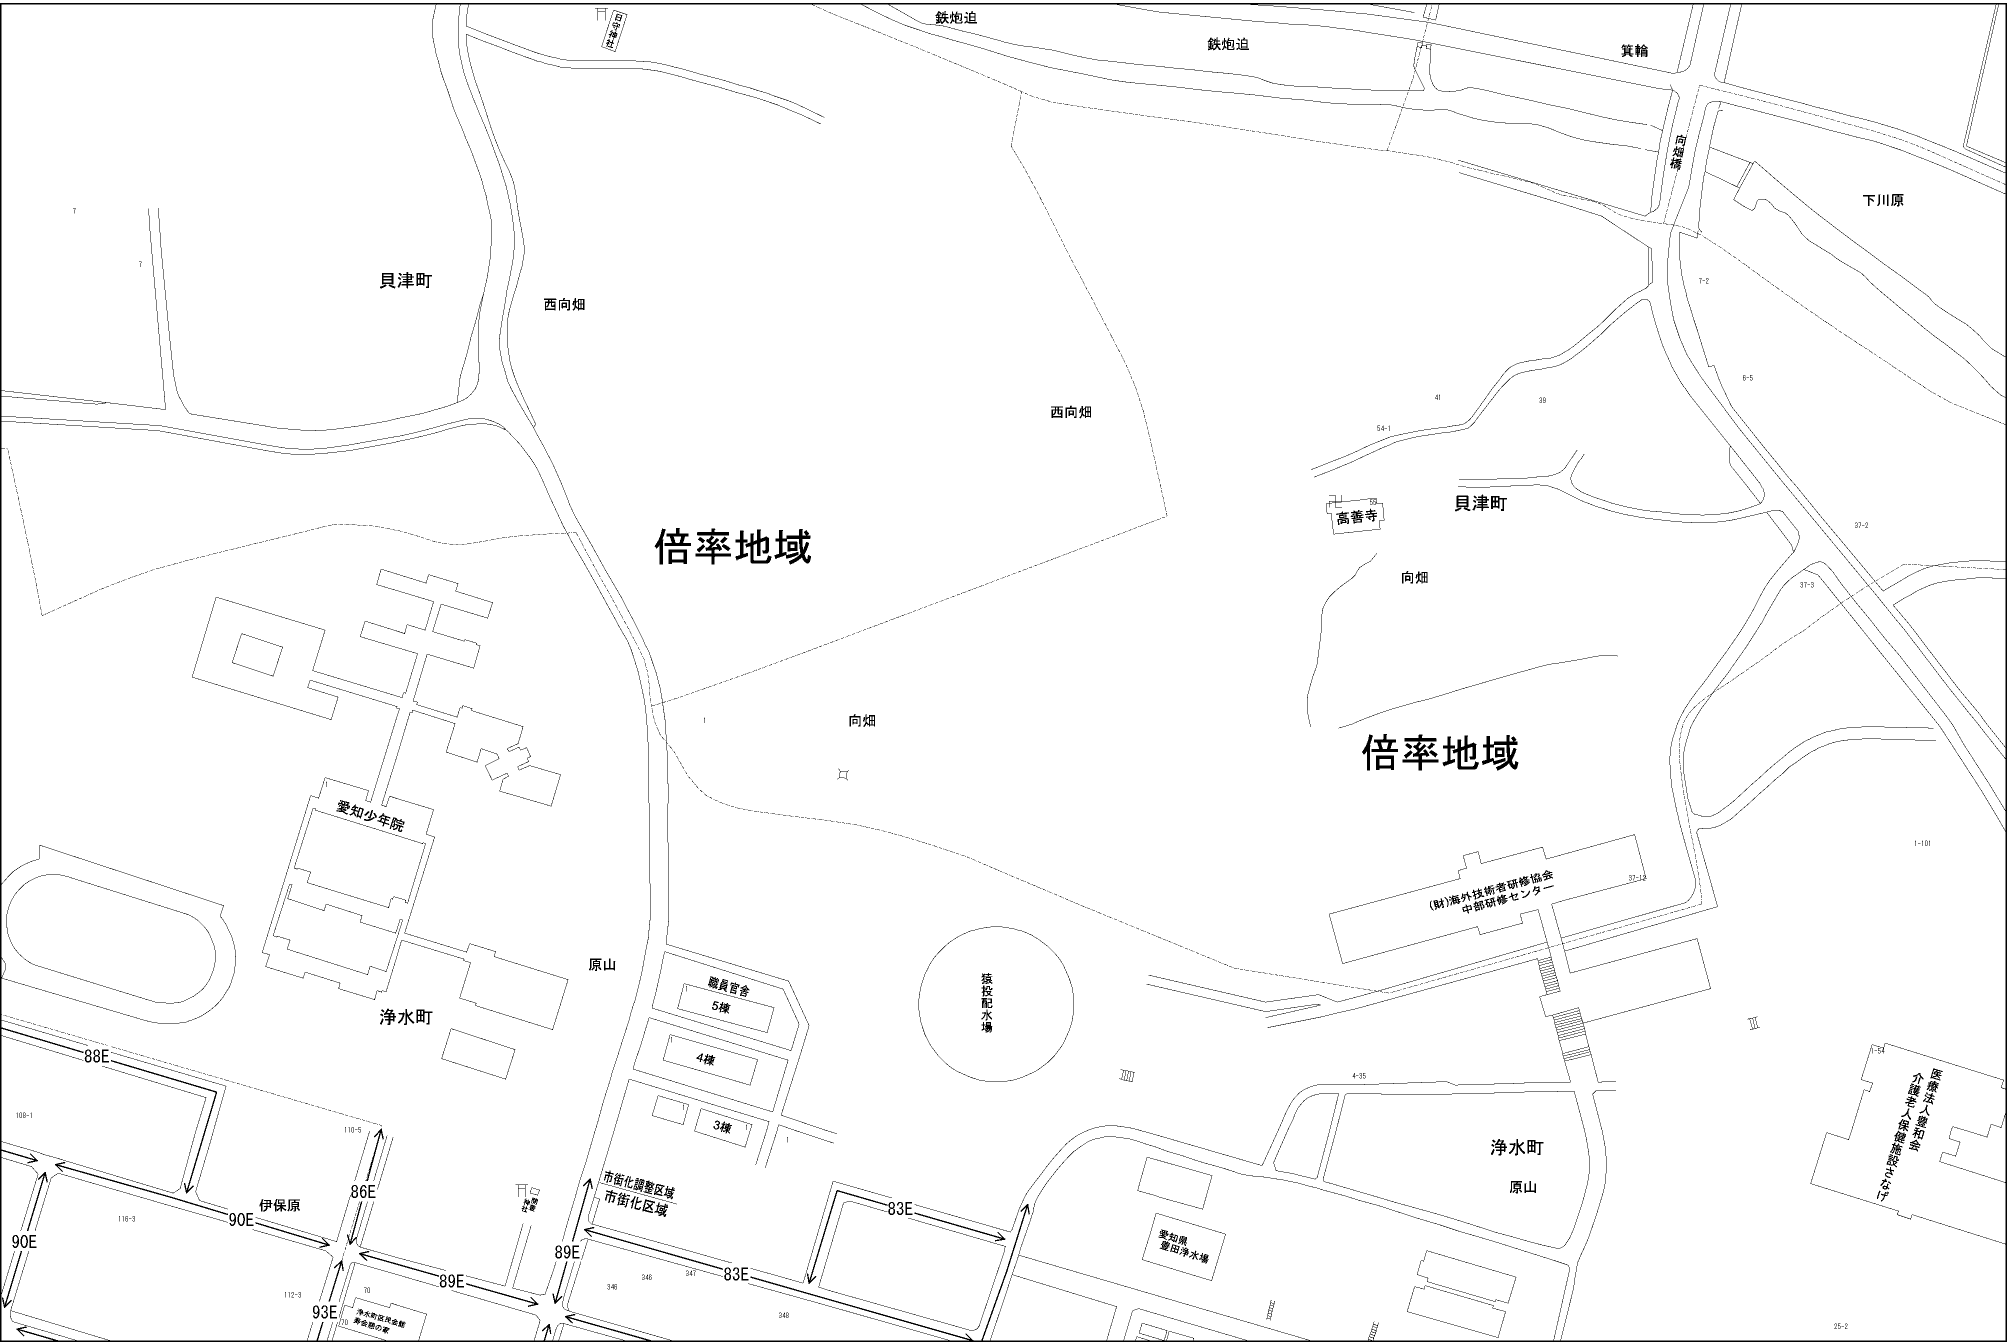 日守神社
鉄炮迫
鉄炮迫
箕輪
向畑橋
下川原
7
7
貝津町
西向畑
7-2
6-5
西向畑
41
39
54-1
59
高善寺
貝津町
37-2
倍率地域
向畑
37-3
1
向畑
倍率地域
愛知少年院
1-101
37-12
(財)海外技術者研修協会
中部研修センター
原山
職員官舎
5棟
猿投配水場
浄水町
88E
4棟
1-54
4-35
医療法人豊和会
介護老人保健施設さなげ
108-1
110-5
3棟
1
1
1
浄水町
原山
市街化調整区域
市街化区域
86E
伊保原
神社
116-3
90E
90E
83E
89E
愛知県
豊田浄水場
89E
83E
346
346
347
348
70
112-3
93E
浄水町区民会館
寿会憩の家
70
25-2